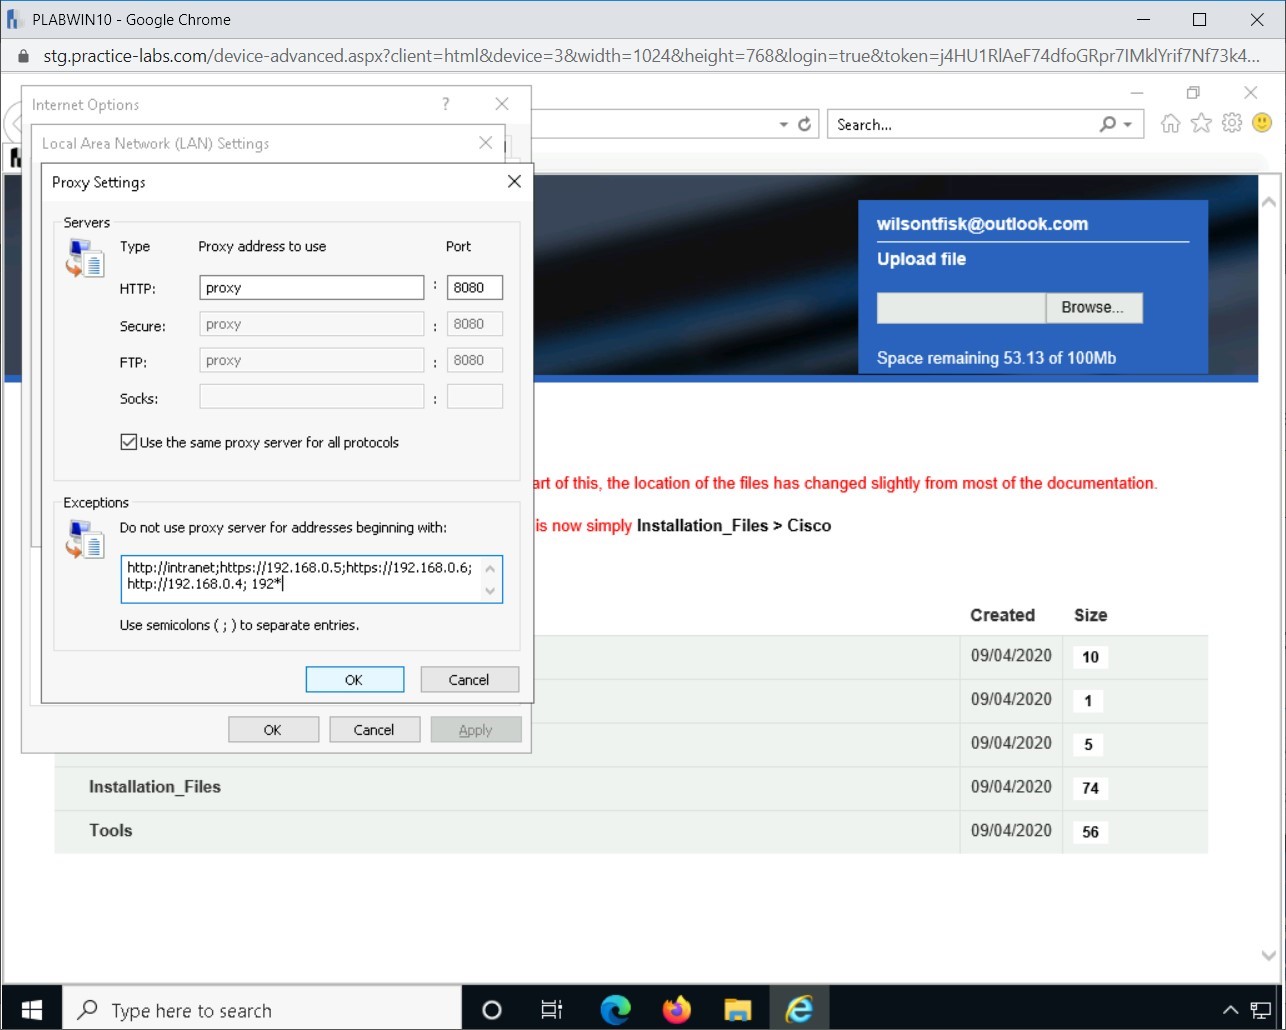 PLABWIN10 - Google Chrome
stg.practice-labs.com/device-advanced.aspx?client=html&device=3&width=1024&height=768&login=true&token=j4HU1RlAeF74dfoGRpr7IMklYrif7Nf73k4...
Internet Options
?
Search...
Local Area Network (LAN) Settings
Proxy Settings
Servers
Type Proxy address to use Port
HTTP: proxy : 8080
Secure: proxy : 8080
FTP: proxy : 8080
Socks: :
Use the same proxy server for all protocols
Exceptions
Do not use proxy server for addresses beginning with:
http://intranet;https://192.168.0.5;https://192.168.0.6;
http://192.168.0.4; 192*
Use semicolons ( ; ) to separate entries.
OK Cancel
OK Cancel Apply
wilsontfisk@outlook.com
Upload file
Browse...
Space remaining 53.13 of 100Mb
art of this, the location of the files has changed slightly from most of the documentation.
is now simply Installation_Files > Cisco
Created Size
09/04/2020 10
09/04/2020 1
09/04/2020 5
Installation_Files 09/04/2020 74
Tools 09/04/2020 56
Type here to search